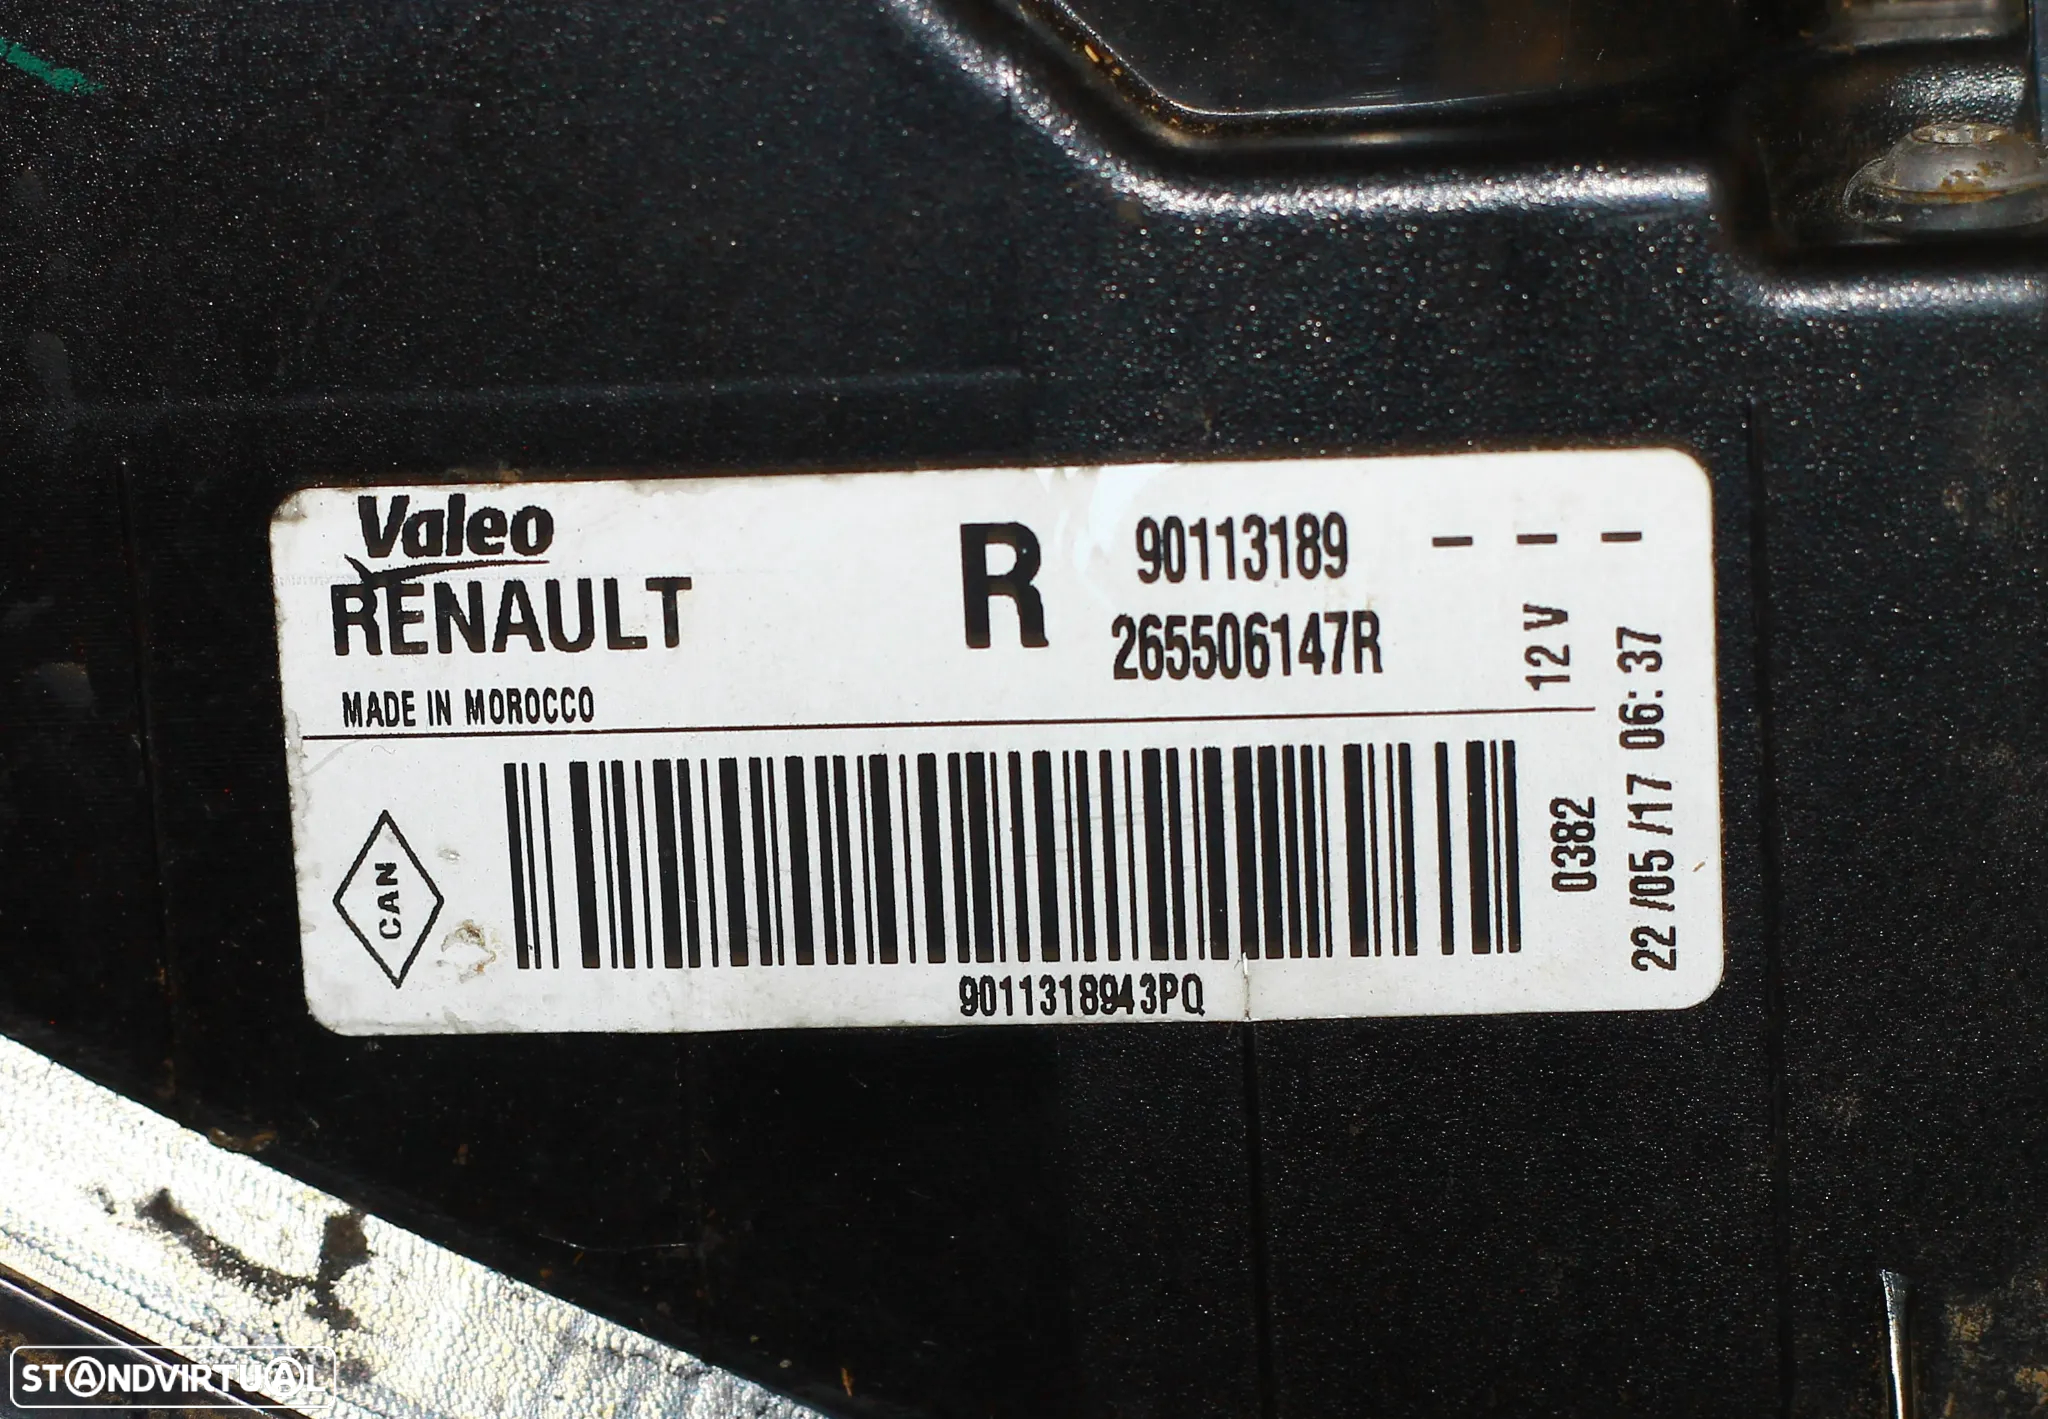 Valeo
RENAULT
MADE IN MOROCCO
R
90113189
265506147R
- - -
12 V
CAN
9011318943PQ
0382
22 /05 /17 06:37
STANDVIRTUAL